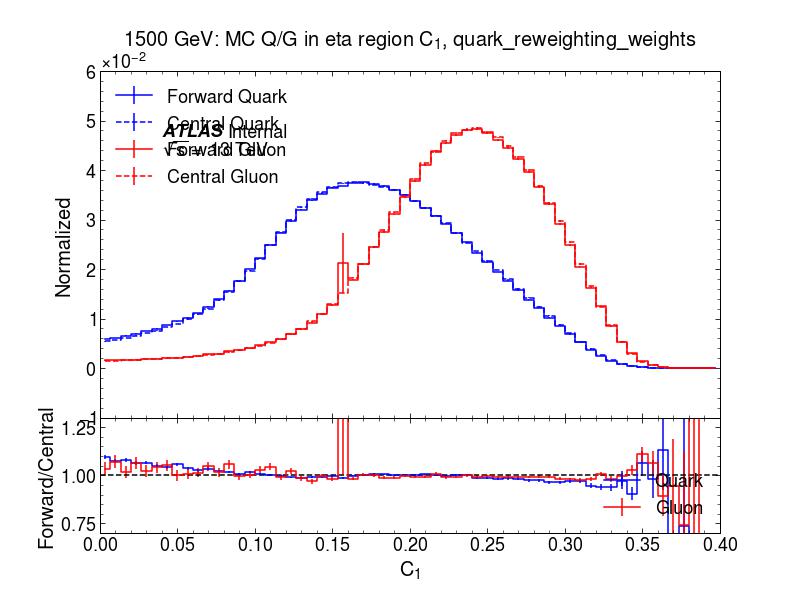 1500 GeV: MC Q/G in eta region C₁, quark_reweighting_weights
×10⁻²
6
5
4
3
2
1
0
−1
Normalized
Forward Quark
Central Quark
ATLAS Internal
√s = 13 TeV
Forward Gluon
Central Gluon
1.25
1.00
0.75
Forward/Central
Quark
Gluon
0.00 0.05 0.10 0.15 0.20 0.25 0.30 0.35 0.40
C₁